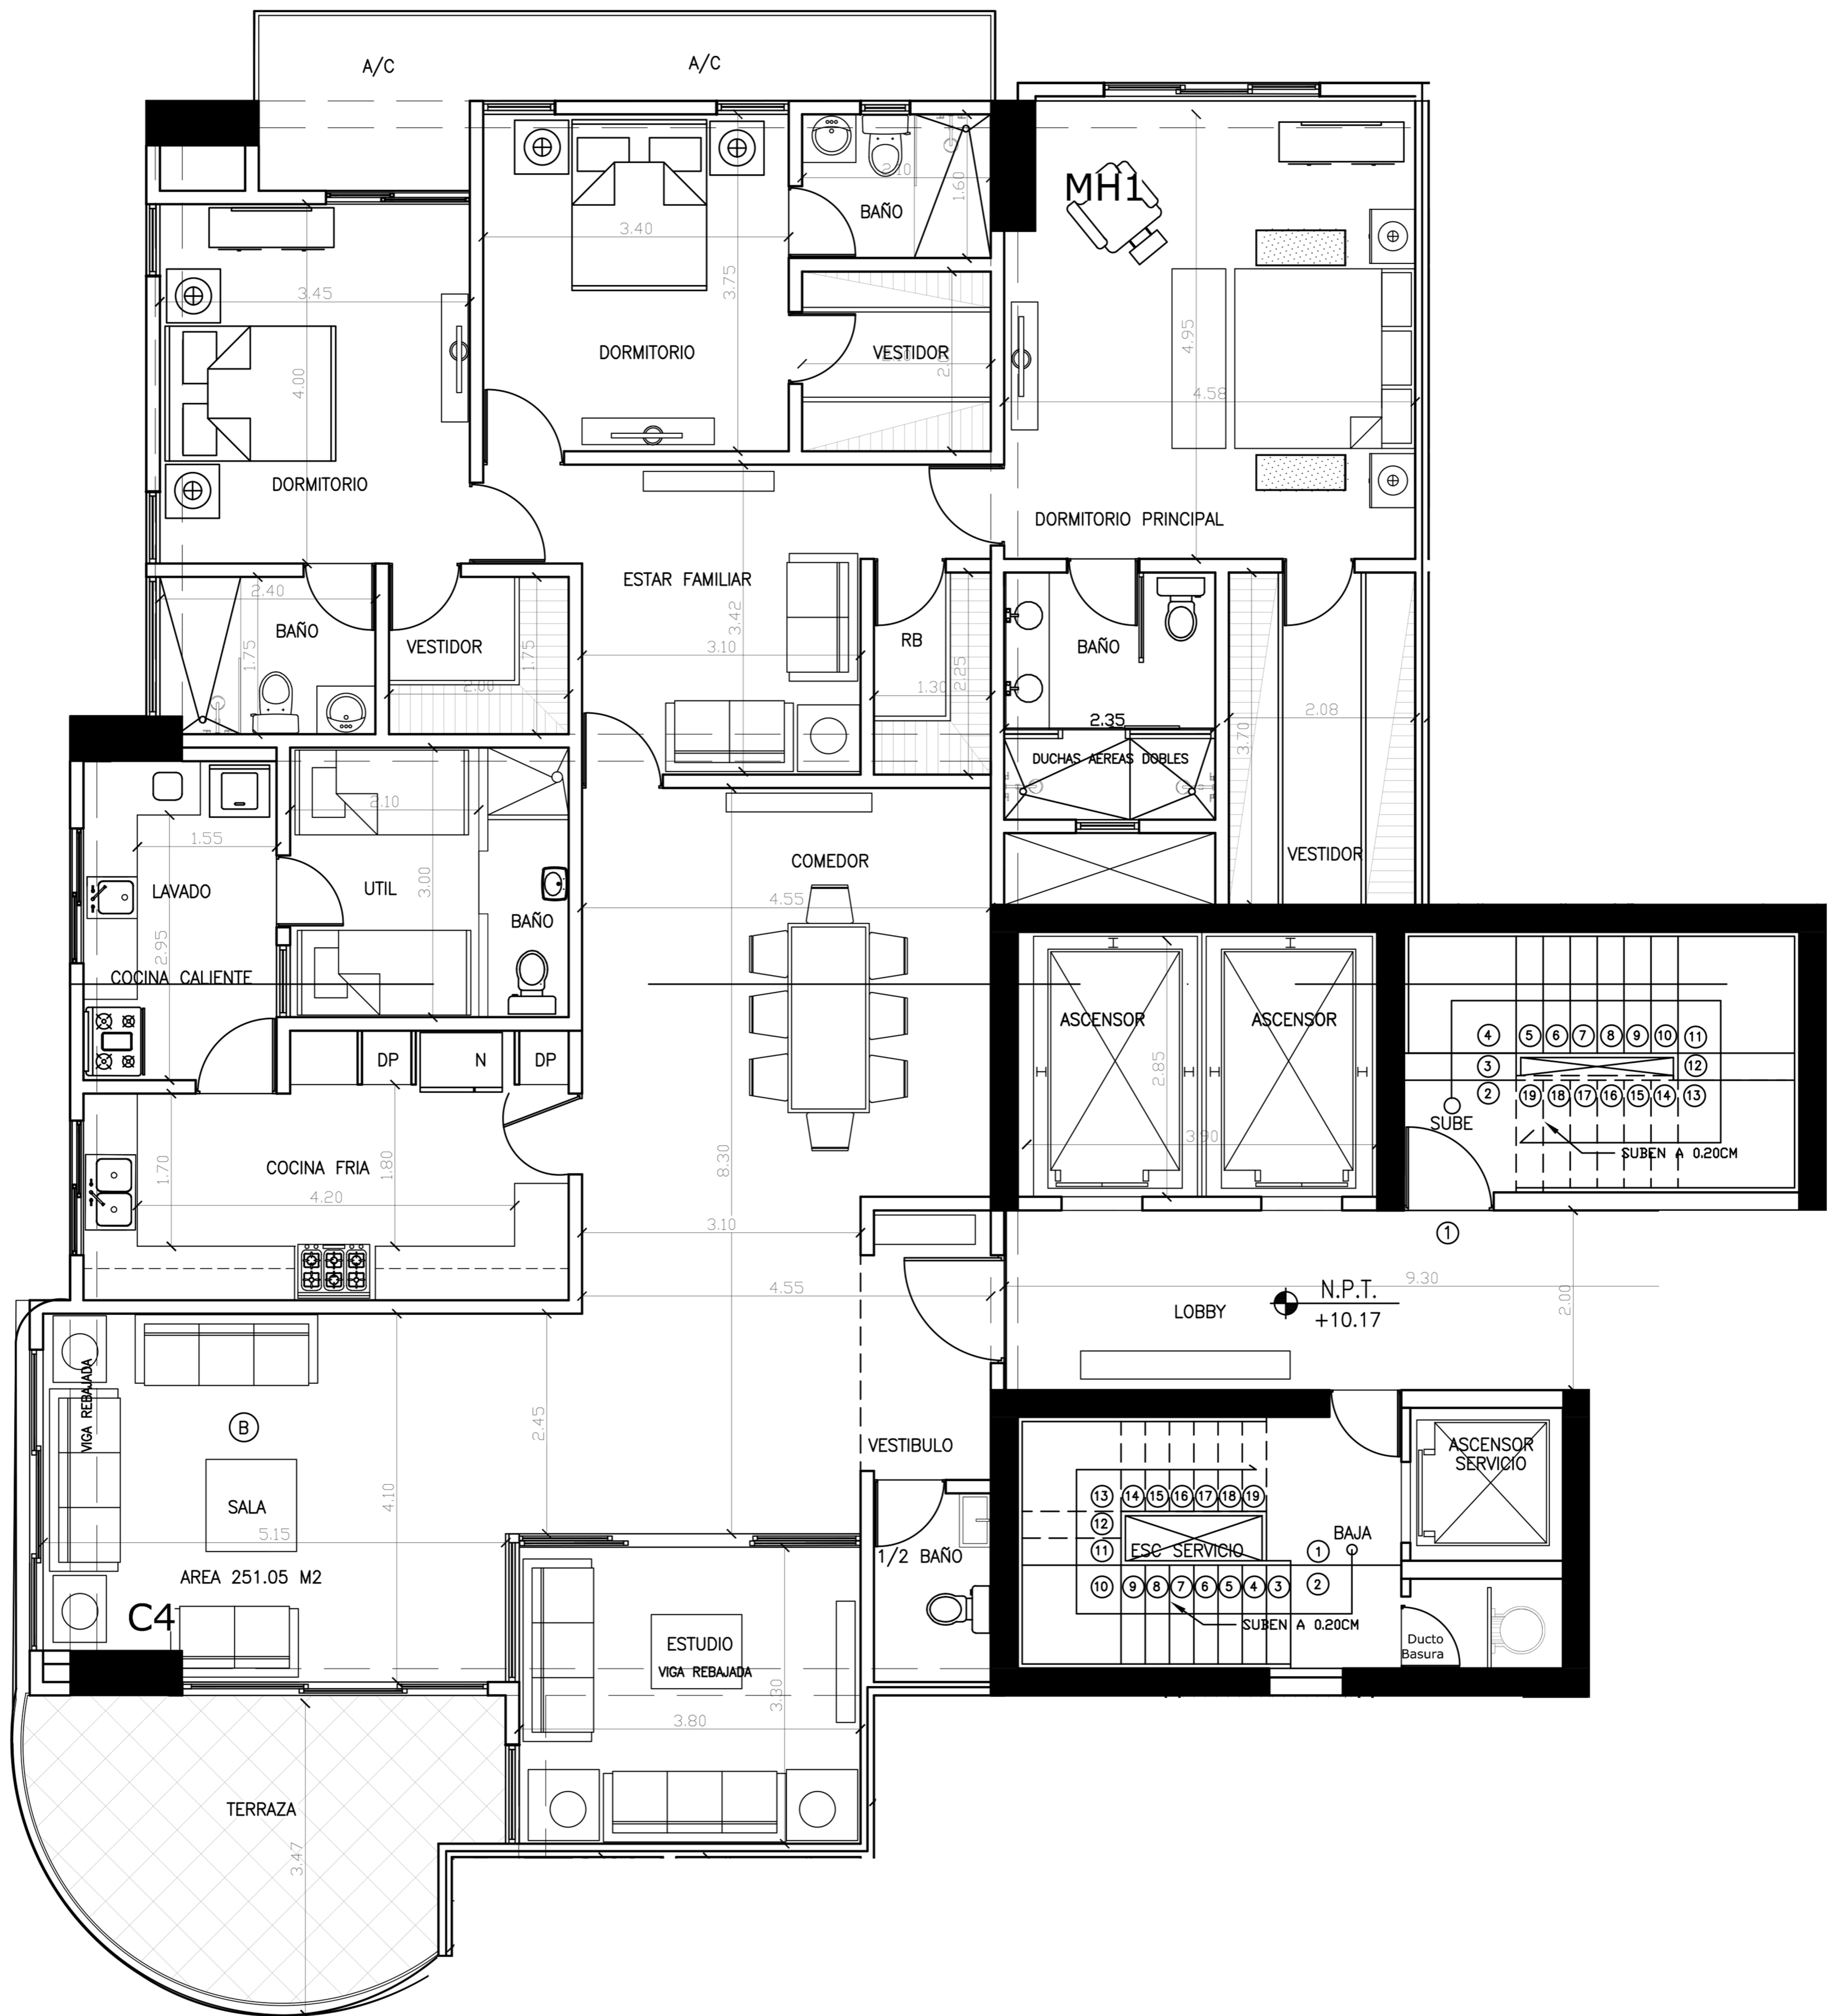 A/C
A/C
MH1
2.10
1.60
BAÑO
3.40
3.75
3.45
DORMITORIO
VESTIDOR
4.95
4.00
4.58
DORMITORIO
DORMITORIO PRINCIPAL
ESTAR FAMILIAR
2.40
BAÑO
3.42
VESTIDOR
1.75
1.75
3.10
RB
BAÑO
2.00
1.30
2.25
2.35
2.08
3.70
DUCHAS AEREAS DOBLES
2.10
1.55
COMEDOR
VESTIDOR
LAVADO
UTIL
3.00
4.55
BAÑO
2.95
COCINA CALIENTE
ASCENSOR
ASCENSOR
2.85
4 5 6 7 8 9 10 11
3 12
2 19 18 17 16 15 14 13
SUBE
SUBEN A 0.20CM
DP
N
DP
3.90
8.30
COCINA FRIA
1.70
1.80
4.20
3.10
1
4.55
9.30
N.P.T.
+10.17
LOBBY
2.00
VIGA REBAJADA
B
2.45
VESTIBULO
ASCENSOR
SERVICIO
4.10
SALA
5.15
13 14 15 16 17 18 19
12
11
ESC SERVICIO
BAJA
1
10 9 8 7 6 5 4 3 2
SUBEN A 0.20CM
1/2 BAÑO
AREA 251.05 M2
C4
ESTUDIO
VIGA REBAJADA
Ducto
Basura
3.30
3.80
TERRAZA
3.47